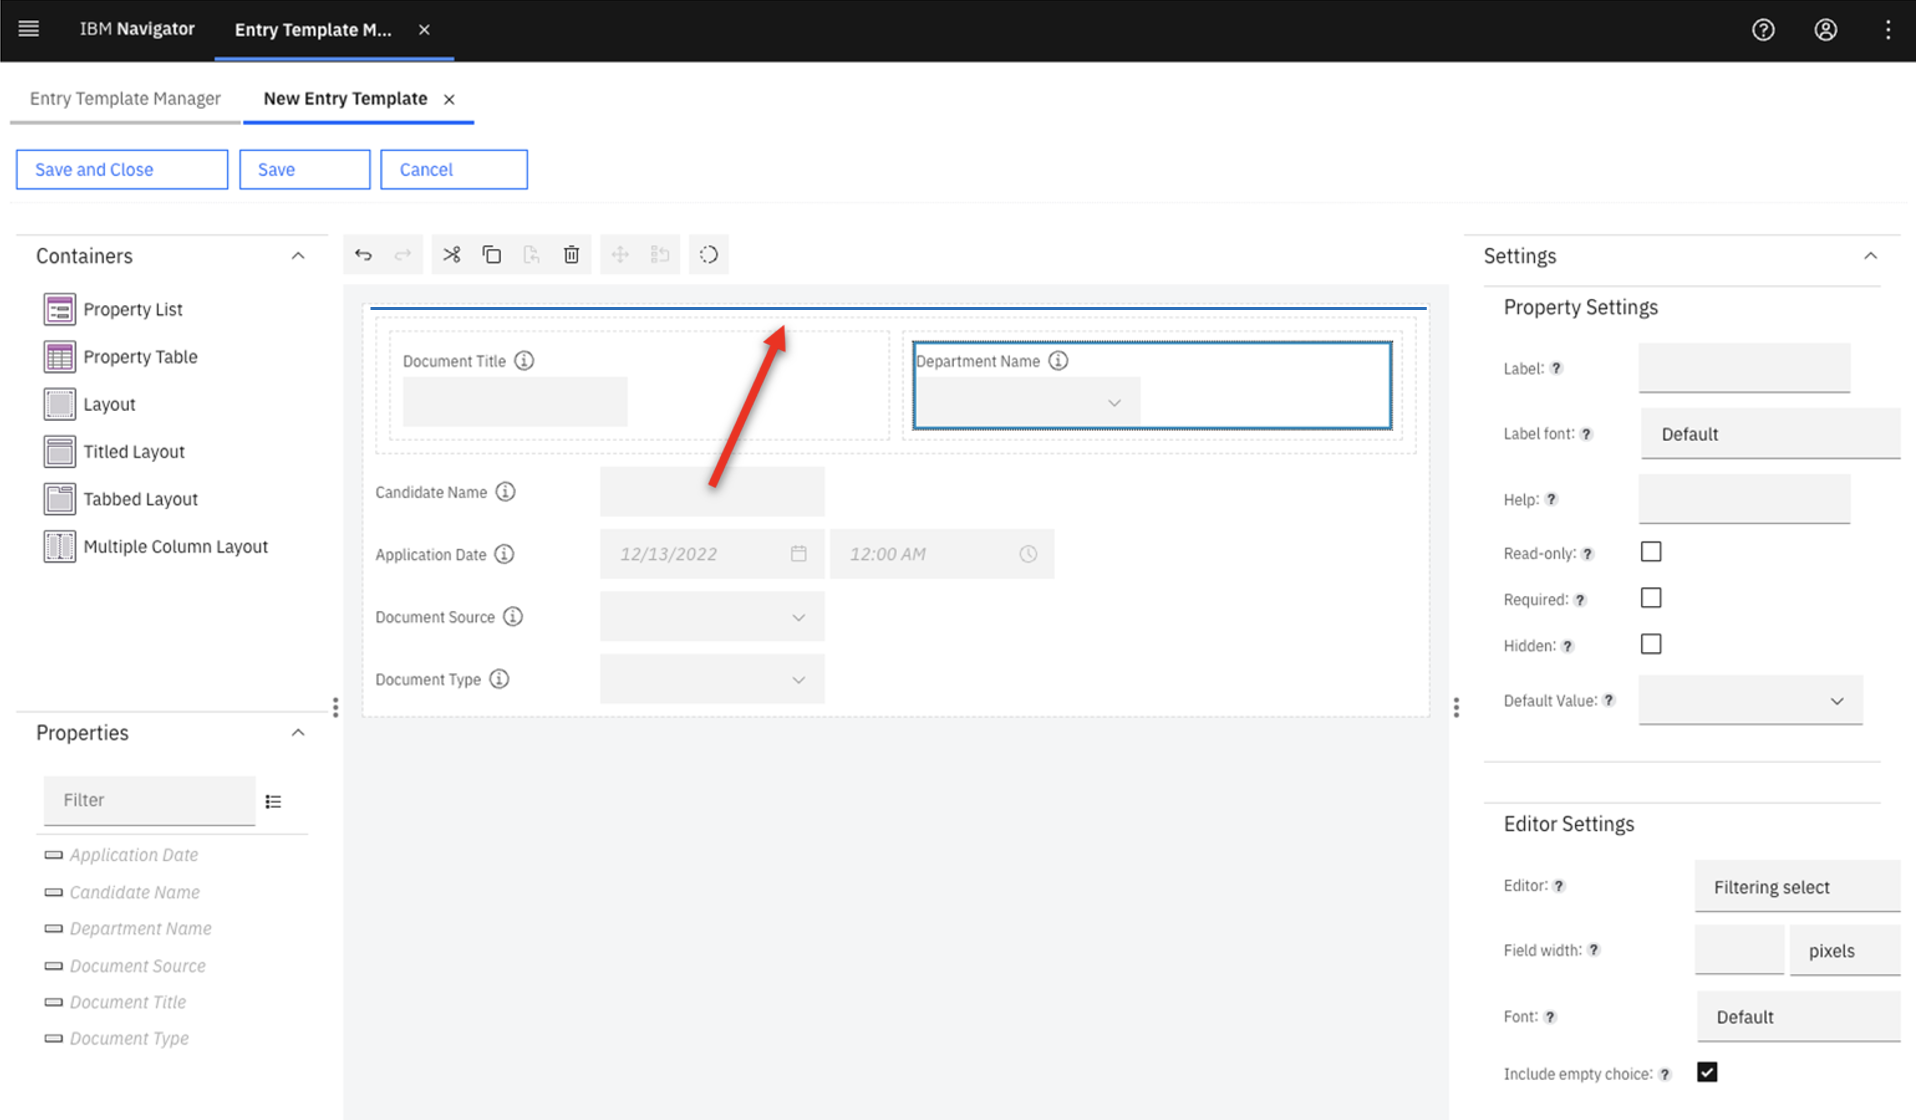 IBM Navigator
Entry Template M...
Entry Template Manager
New Entry Template
Save and Close
Save
Cancel
Containers
Property List
Property Table
Layout
Titled Layout
Tabbed Layout
Multiple Column Layout
Properties
Filter
Application Date
Candidate Name
Department Name
Document Source
Document Title
Document Type
Document Title
Department Name
Candidate Name
Application Date
12/13/2022
12:00 AM
Document Source
Document Type
Settings
Property Settings
Label: ?
Label font: ?
Default
Help: ?
Read-only: ?
Required: ?
Hidden: ?
Default Value: ?
Editor Settings
Editor: ?
Filtering select
Field width: ?
pixels
Font: ?
Default
Include empty choice: ?